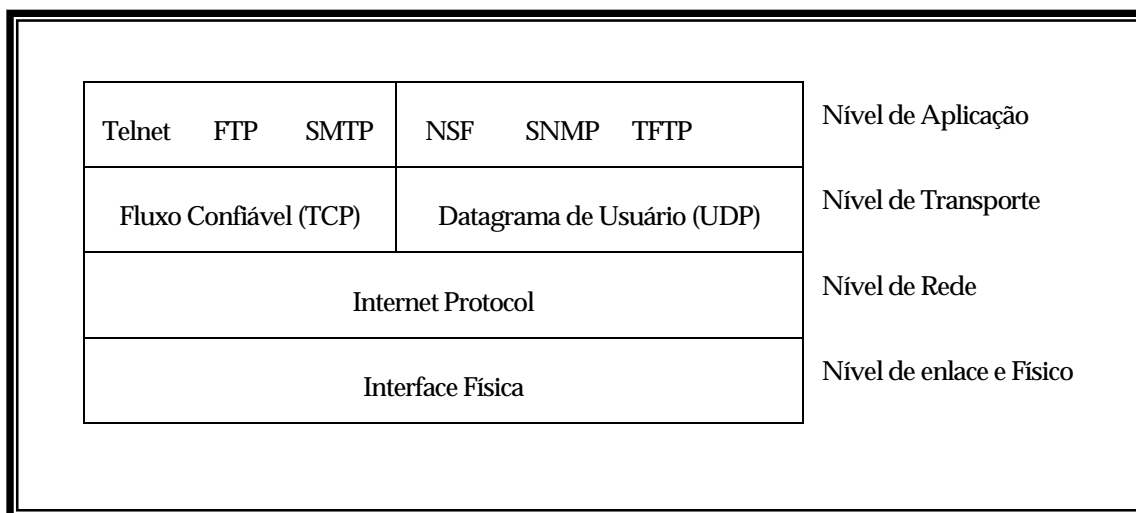 Telnet FTP SMTP NSF SNMP TFTP Nível de Aplicação
Fluxo Confiável (TCP) Datagrama de Usuário (UDP) Nível de Transporte
Internet Protocol Nível de Rede
Interface Física Nível de enlace e Físico